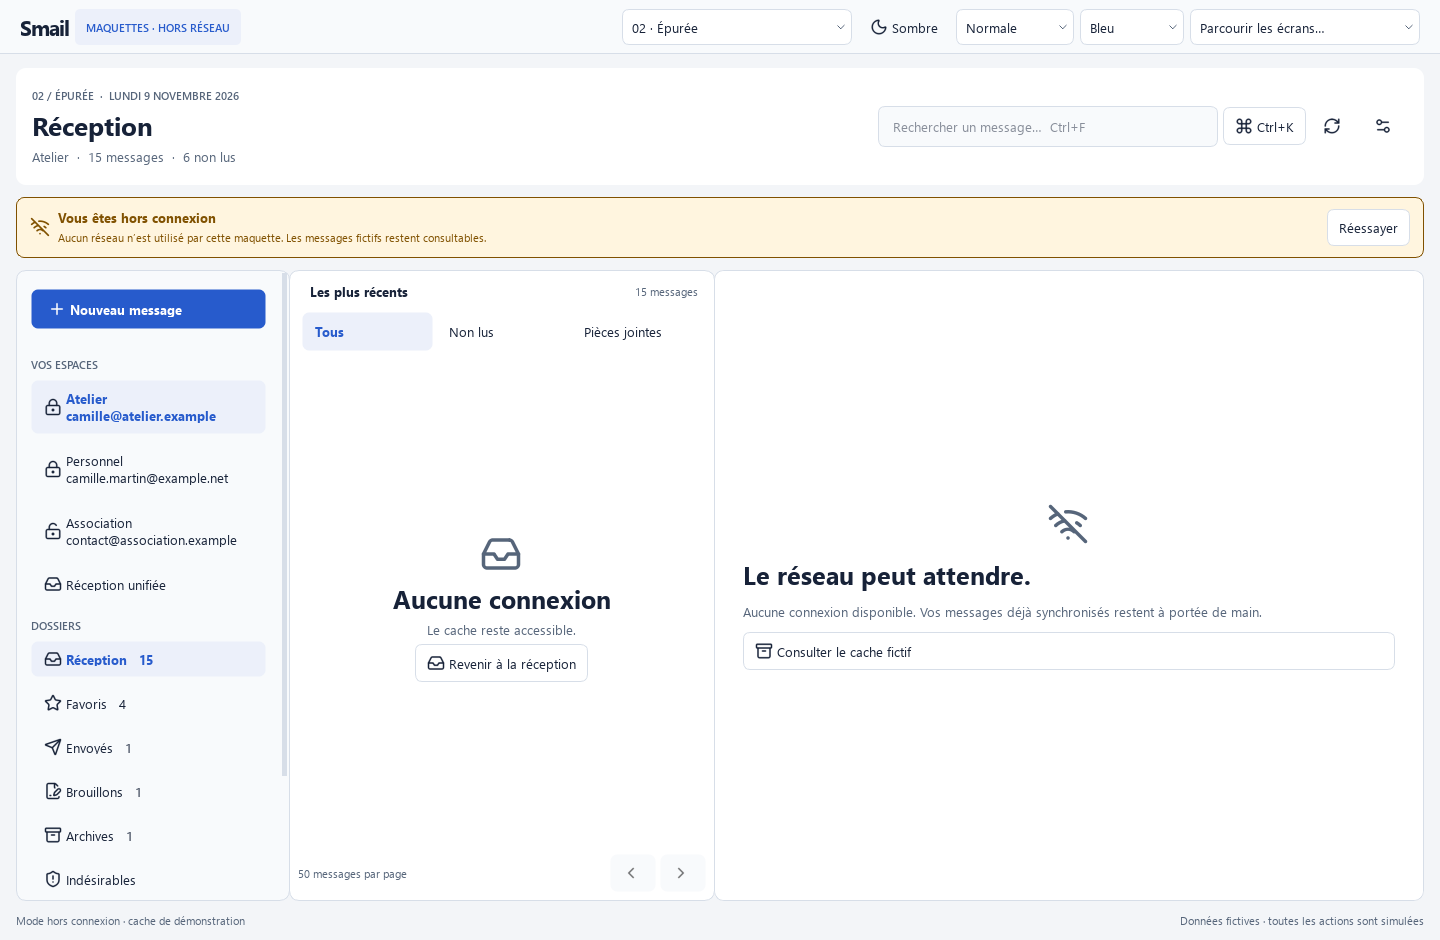 Smail
MAQUETTES · HORS RÉSEAU
02 · Épurée
Sombre
Normale
Bleu
Parcourir les écrans...
02 / ÉPURÉE · LUNDI 9 NOVEMBRE 2026
Réception
Atelier · 15 messages · 6 non lus
Rechercher un message... Ctrl+F
Ctrl+K
Vous êtes hors connexion
Aucun réseau n'est utilisé par cette maquette. Les messages fictifs restent consultables.
Réessayer
Nouveau message
VOS ESPACES
Atelier
camille@atelier.example
Personnel
camille.martin@example.net
Association
contact@association.example
Réception unifiée
DOSSIERS
Réception 15
Favoris 4
Envoyés 1
Brouillons 1
Archives 1
Indésirables
Les plus récents
15 messages
Tous
Non lus
Pièces jointes
Aucune connexion
Le cache reste accessible.
Revenir à la réception
50 messages par page
Le réseau peut attendre.
Aucune connexion disponible. Vos messages déjà synchronisés restent à portée de main.
Consulter le cache fictif
Mode hors connexion · cache de démonstration
Données fictives · toutes les actions sont simulées